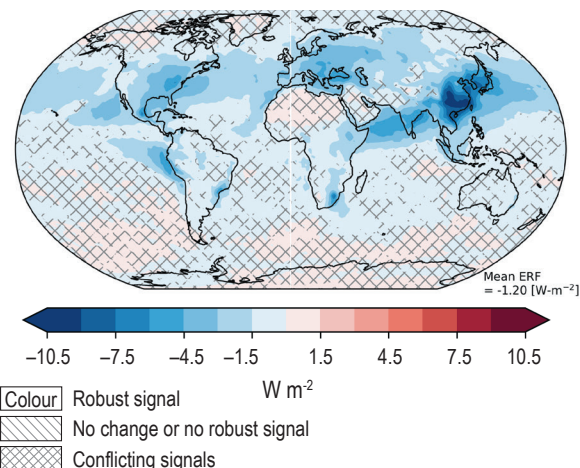 Mean ERF
= -1.20 [W-m⁻²]
–10.5 –7.5 –4.5 –1.5 1.5 4.5 7.5 10.5
W m⁻²
Colour Robust signal
No change or no robust signal
Conflicting signals